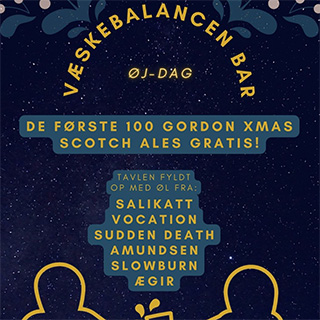 VÆSKEBALANCEN BAR
ØJ-DAG
DE FØRSTE 100 GORDON XMAS
SCOTCH ALES GRATIS!
TAVLEN FYLDT
OP MED ØL FRA:
SALIKATT
VOCATION
SUDDEN DEATH
AMUNDSEN
SLOWBURN
ÆGIR